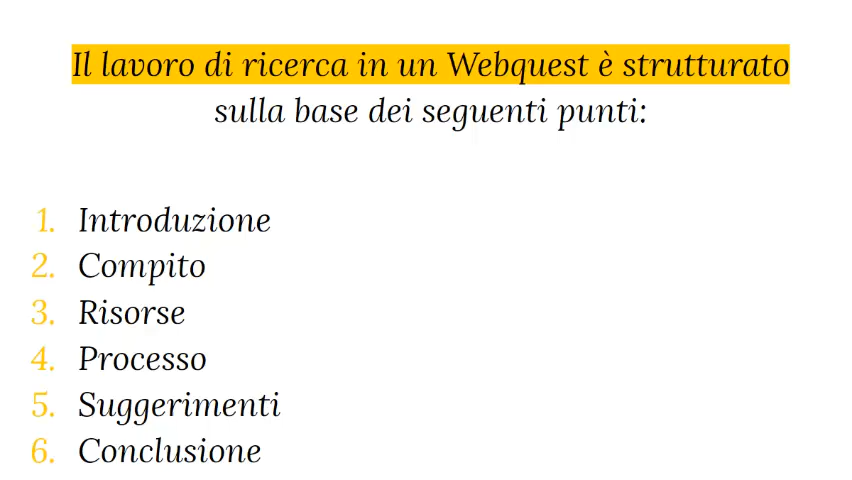 Il lavoro di ricerca in un Webquest è strutturato
sulla base dei seguenti punti:
1. Introduzione
2. Compito
3. Risorse
4. Processo
5. Suggerimenti
6. Conclusione